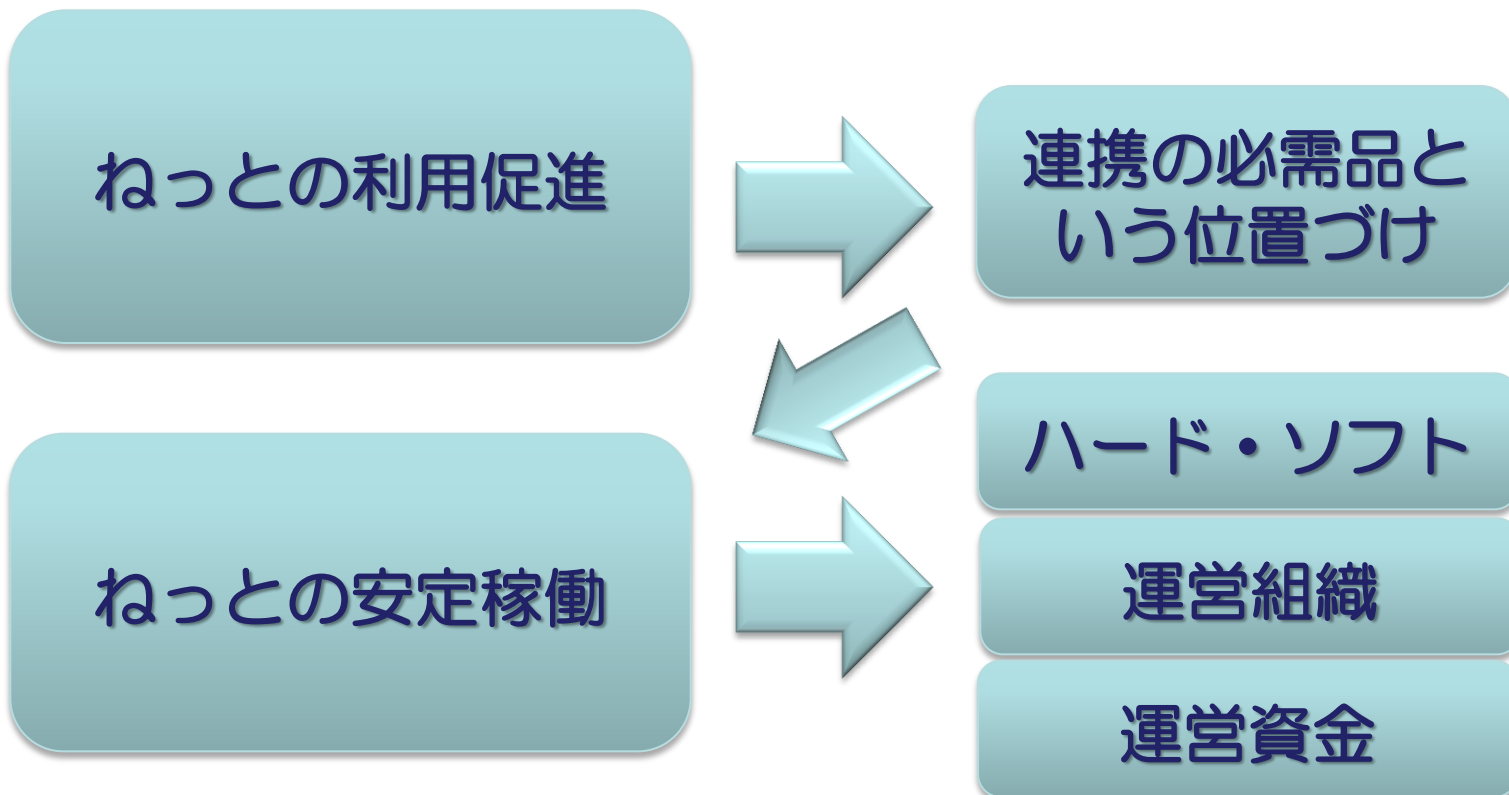 ねっとの利用促進
連携の必需品と
いう位置づけ
ねっとの安定稼働
ハード・ソフト
運営組織
運営資金